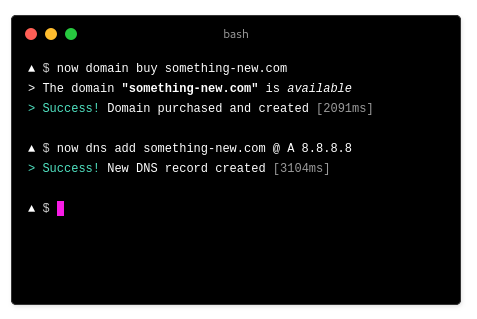 bash
▲ $ now domain buy something-new.com
> The domain "something-new.com" is available
> Success! Domain purchased and created [2091ms]
▲ $ now dns add something-new.com @ A 8.8.8.8
> Success! New DNS record created [3104ms]
▲ $